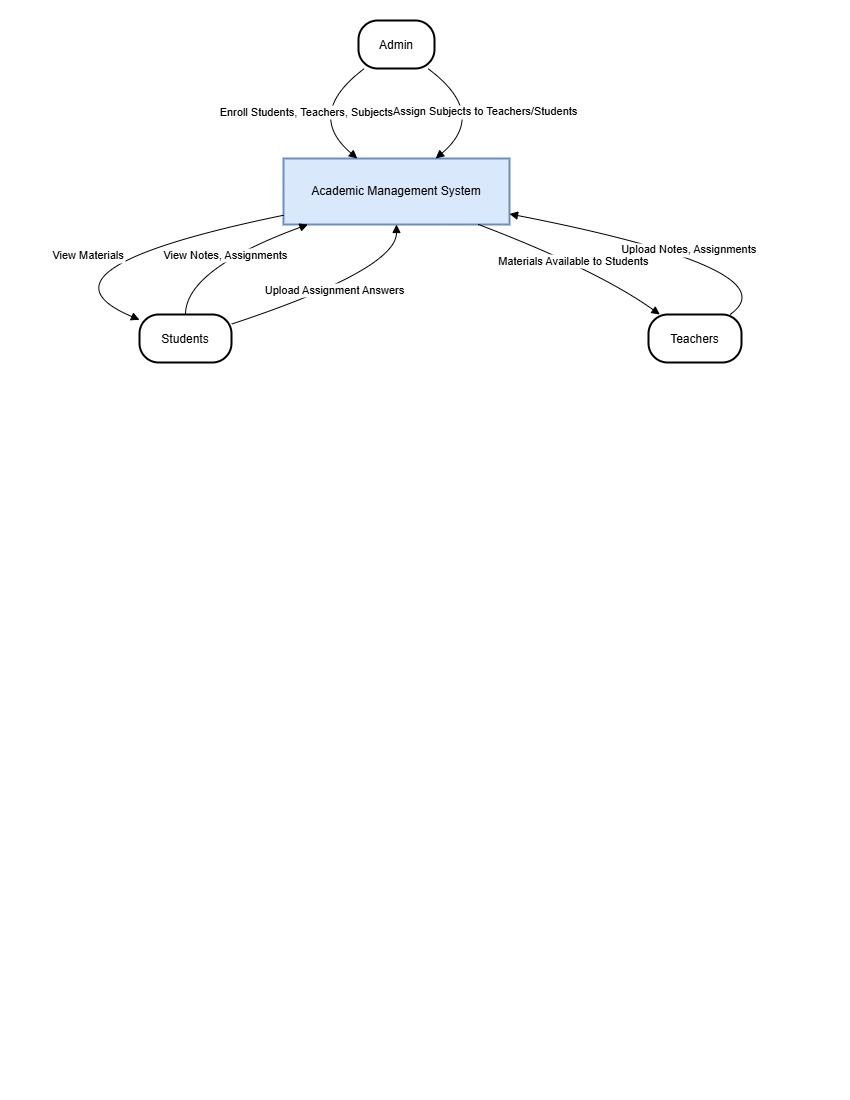 Admin
Enroll Students, Teachers, Subjects
Assign Subjects to Teachers/Students
Academic Management System
View Materials
View Notes, Assignments
Upload Notes, Assignments
Materials Available to Students
Upload Assignment Answers
Students
Teachers